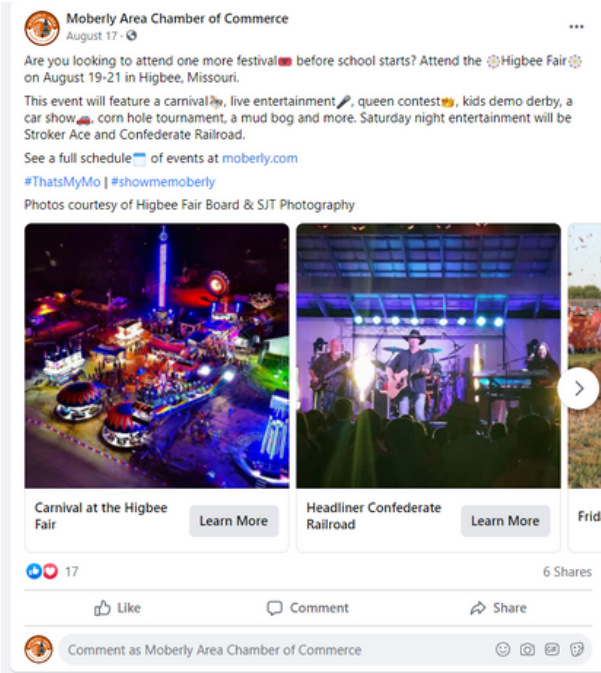 Moberly Area Chamber of Commerce
August 17 ·
Are you looking to attend one more festival🎟️ before school starts? Attend the 🎡Higbee Fair🎡
on August 19-21 in Higbee, Missouri.
This event will feature a carnival🎠, live entertainment🎤, queen contest👑, kids demo derby, a
car show🚗, corn hole tournament, a mud bog and more. Saturday night entertainment will be
Stroker Ace and Confederate Railroad.
See a full schedule🗓️ of events at moberly.com
#ThatsMyMo | #showmemoberly
Photos courtesy of Higbee Fair Board & SJT Photography
Carnival at the Higbee
Fair
Learn More
Headliner Confederate
Railroad
Learn More
Frid
17
6 Shares
Like
Comment
Share
Comment as Moberly Area Chamber of Commerce
GIF